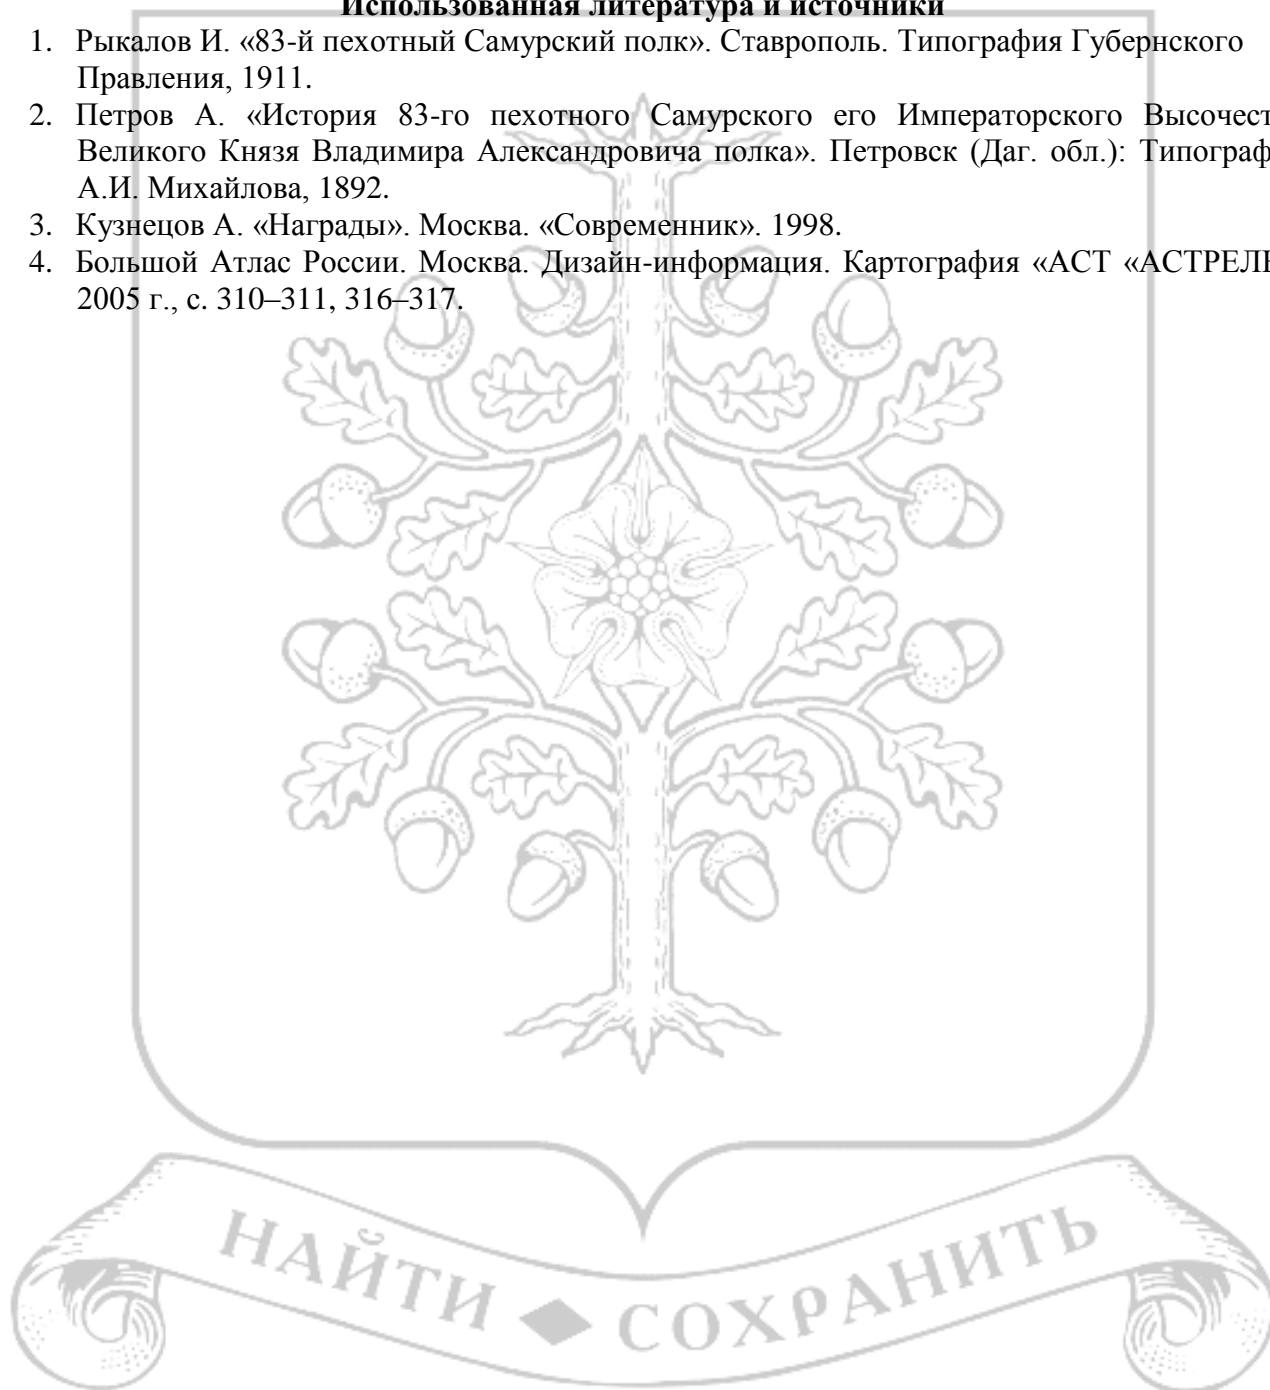 Использованная литература и источники
1. Рыкалов И. «83-й пехотный Самурский полк». Ставрополь. Типография Губернского
Правления, 1911.
2. Петров А. «История 83-го пехотного Самурского его Императорского Высочест
Великого Князя Владимира Александровича полка». Петровск (Даг. обл.): Типограф
А.И. Михайлова, 1892.
3. Кузнецов А. «Награды». Москва. «Современник». 1998.
4. Большой Атлас России. Москва. Дизайн-информация. Картография «АСТ «АСТРЕЛ
2005 г., с. 310–311, 316–317.
НАЙТИ ◆ СОХРАНИТЬ